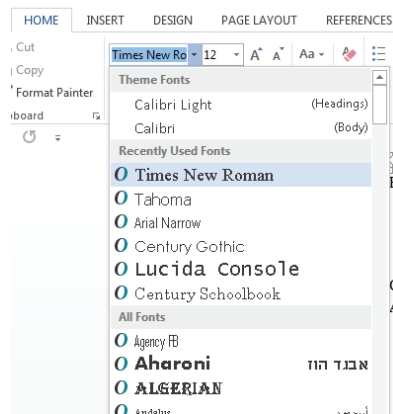 HOME INSERT DESIGN PAGE LAYOUT REFERENCES
Cut
Copy
Format Painter
Times New Ro 12 Aa
Theme Fonts
Calibri Light (Headings)
Calibri (Body)
Recently Used Fonts
O Times New Roman
O Tahoma
O Arial Narrow
O Century Gothic
O Lucida Console
O Century Schoolbook
All Fonts
O Agency FB
O Aharoni אבגד הוז
O ALGERIAN
O Andalus